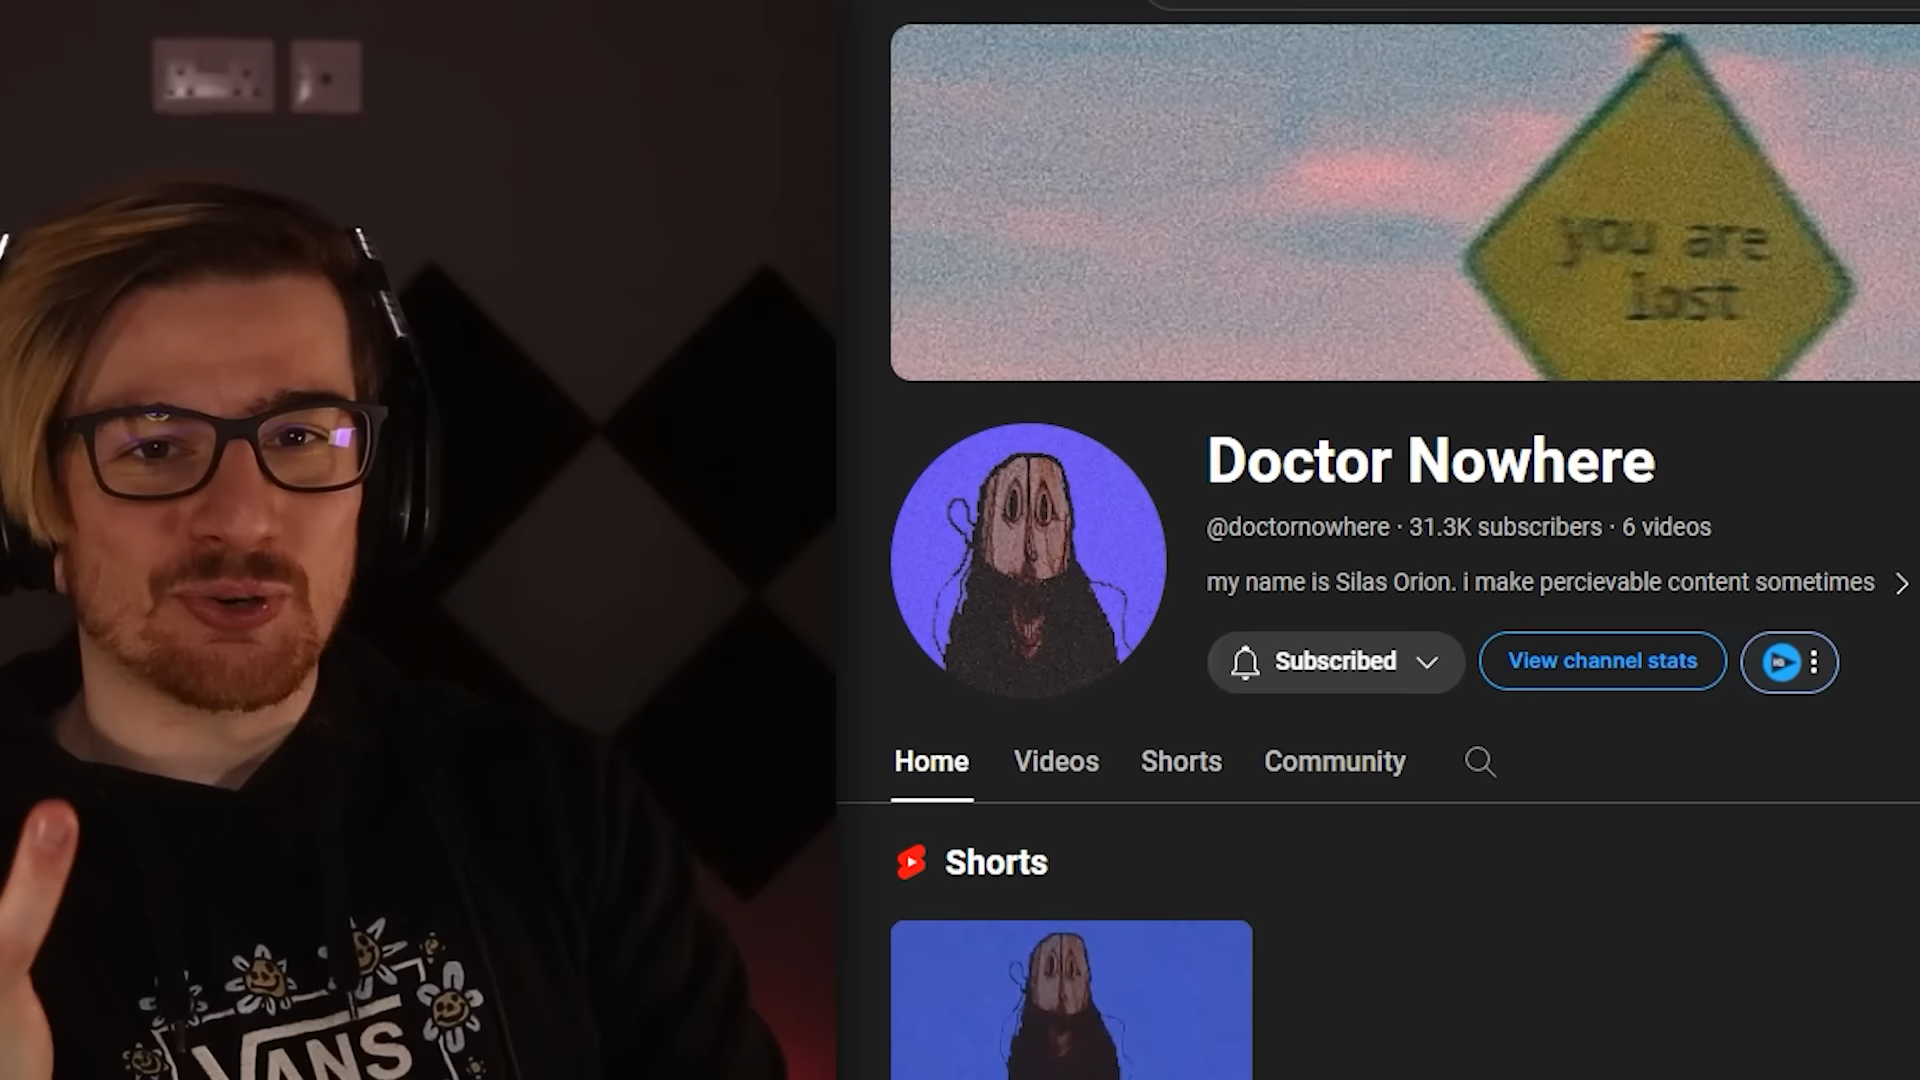 you are
lost
Doctor Nowhere
@doctornowhere · 31.3K subscribers · 6 videos
my name is Silas Orion. i make percievable content sometimes
Subscribed
View channel stats
HD
Home
Videos
Shorts
Community
Shorts
VANS